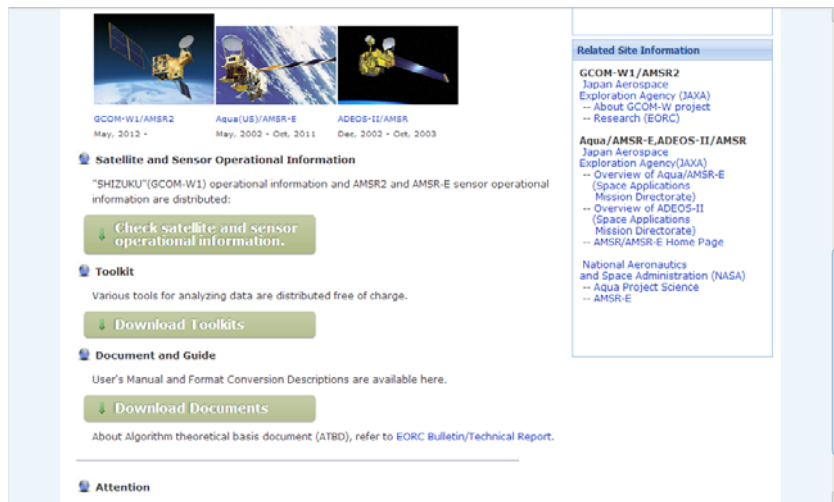 GCOM-W1/AMSR2
May, 2012 -
Aqua(US)/AMSR-E
May, 2002 - Oct, 2011
ADEOS-II/AMSR
Dec, 2002 - Oct, 2003
Satellite and Sensor Operational Information
"SHIZUKU"(GCOM-W1) operational information and AMSR2 and AMSR-E sensor operational
information are distributed:
Check satellite and sensor
operational information.
Toolkit
Various tools for analyzing data are distributed free of charge.
Download Toolkits
Document and Guide
User's Manual and Format Conversion Descriptions are available here.
Download Documents
About Algorithm theoretical basis document (ATBD), refer to EORC Bulletin/Technical Report.
Attention
Related Site Information
GCOM-W1/AMSR2
Japan Aerospace
Exploration Agency (JAXA)
-- About GCOM-W project
-- Research (EORC)
Aqua/AMSR-E,ADEOS-II/AMSR
Japan Aerospace
Exploration Agency(JAXA)
-- Overview of Aqua/AMSR-E
(Space Applications
Mission Directorate)
-- Overview of ADEOS-II
(Space Applications
Mission Directorate)
-- AMSR/AMSR-E Home Page
National Aeronautics
and Space Administration (NASA)
-- Aqua Project Science
-- AMSR-E